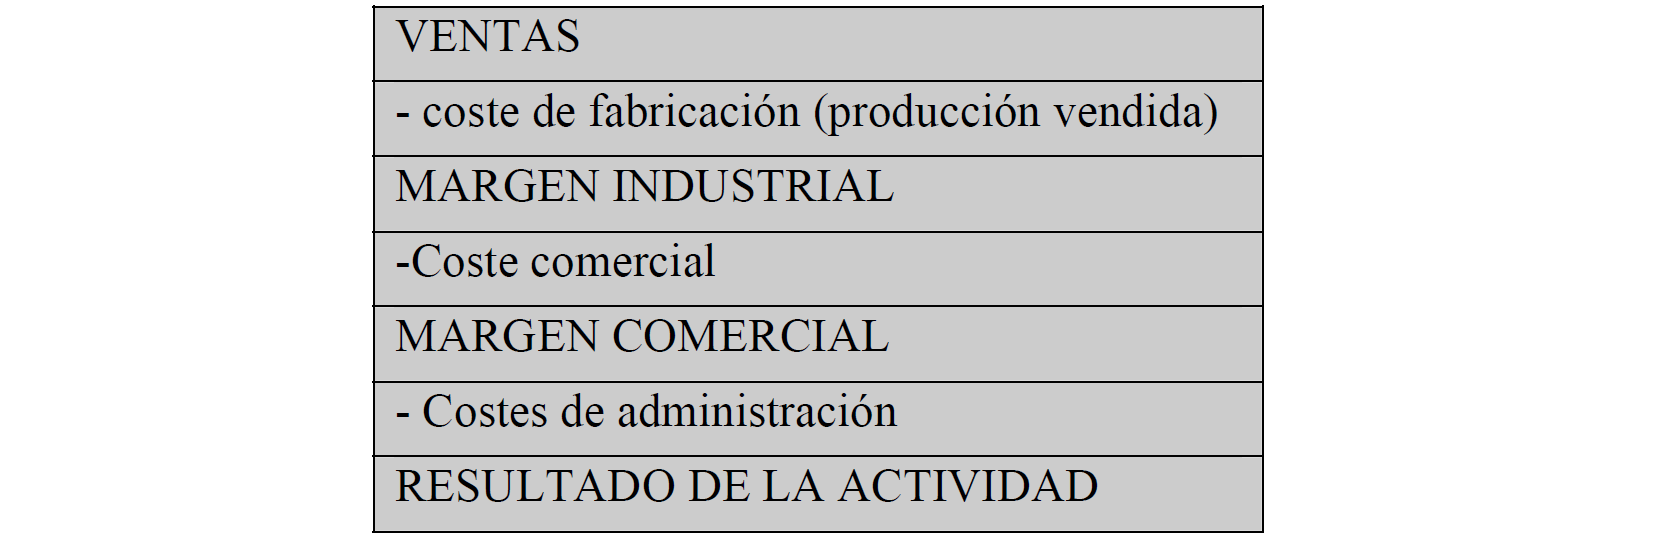 VENTAS
- coste de fabricación (producción vendida)
MARGEN INDUSTRIAL
-Coste comercial
MARGEN COMERCIAL
- Costes de administración
RESULTADO DE LA ACTIVIDAD